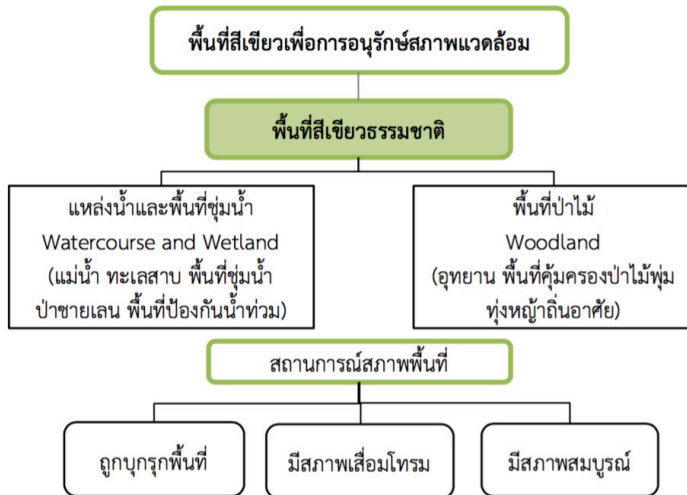 พื้นที่สีเขียวเพื่อการอนุรักษ์สภาพแวดล้อม
พื้นที่สีเขียวธรรมชาติ
แหล่งน้ำและพื้นที่ชุ่มน้ำ
Watercourse and Wetland
(แม่น้ำ ทะเลสาบ พื้นที่ชุ่มน้ำ
ป่าชายเลน พื้นที่ป้องกันน้ำท่วม)
พื้นที่ป่าไม้
Woodland
(อุทยาน พื้นที่คุ้มครองป่าไม้พุ่ม
ทุ่งหญ้าถิ่นอาศัย)
สถานการณ์สภาพพื้นที่
ถูกบุกรุกพื้นที่
มีสภาพเสื่อมโทรม
มีสภาพสมบูรณ์